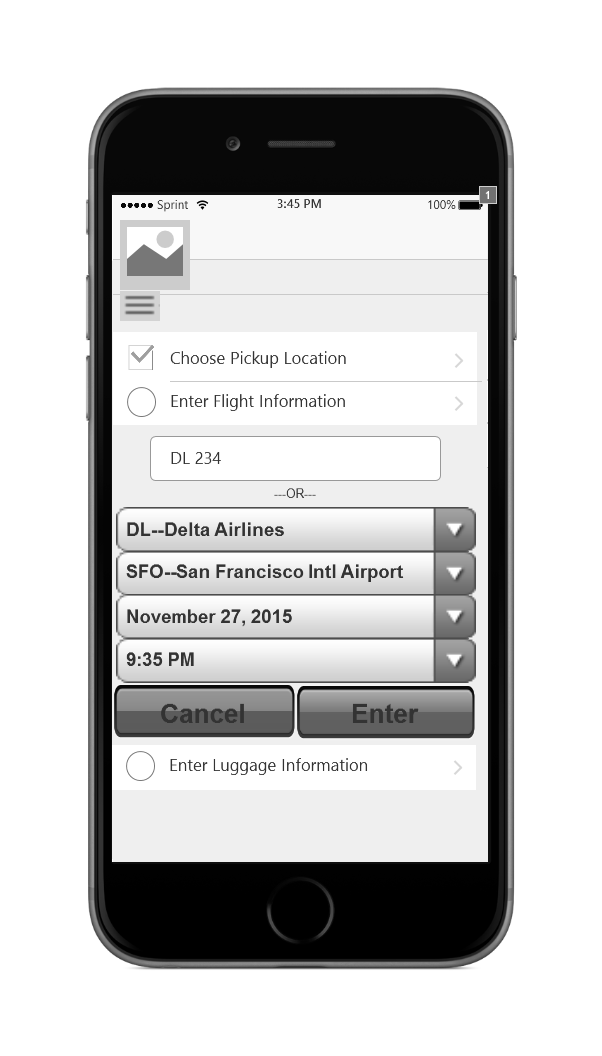 1
●●●●● Sprint 3:45 PM 100%
Choose Pickup Location
Enter Flight Information
DL 234
---OR---
DL--Delta Airlines
SFO--San Francisco Intl Airport
November 27, 2015
9:35 PM
Cancel Enter
Enter Luggage Information